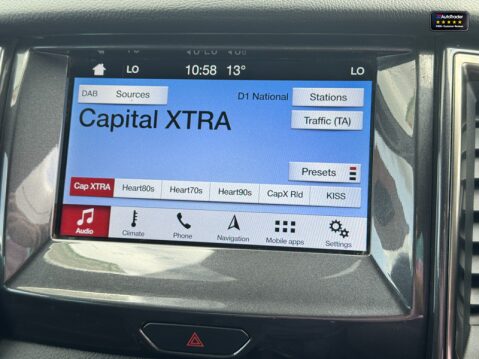 AutoTrader
LO 10:58 13° LO
DAB Sources D1 National Stations
Capital XTRA
Traffic (TA)
Presets
Cap XTRA Heart80s Heart70s Heart90s CapX Rld KISS
Audio Climate Phone Navigation Mobile apps Settings